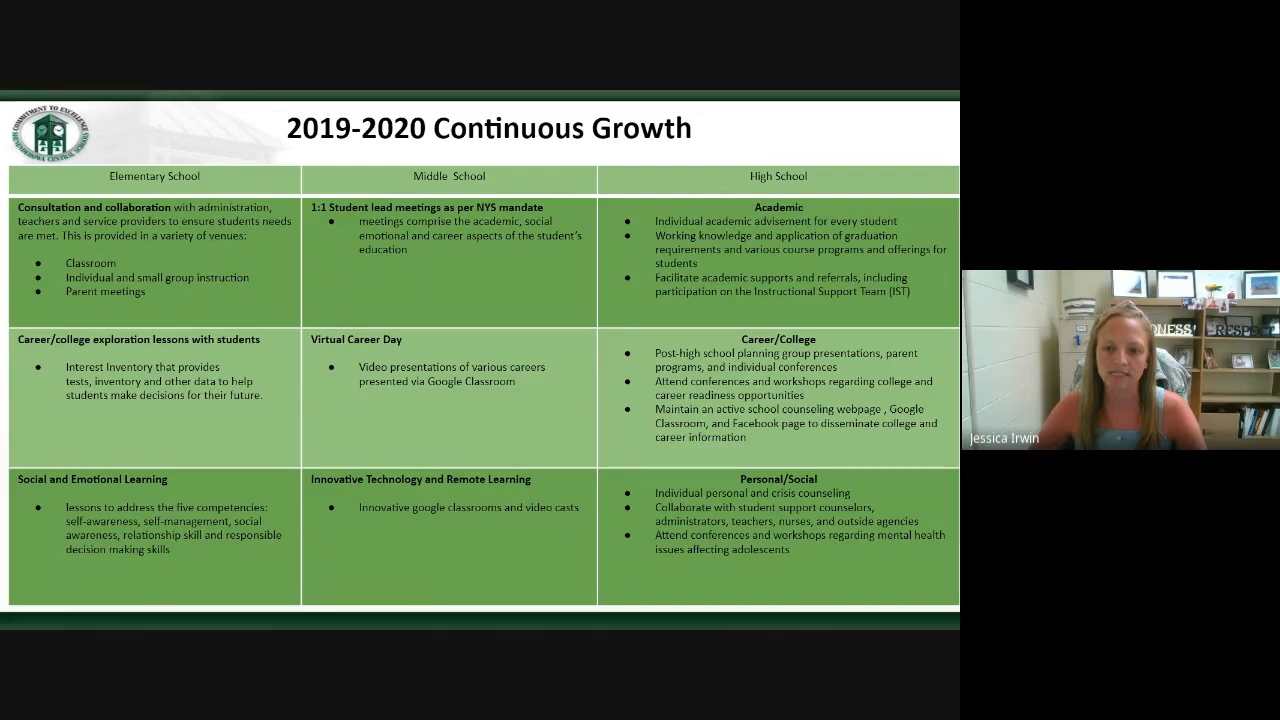 COMMITMENT TO EXCELLENCE
SHENENDEHOWA CENTRAL SCHOOLS
2019-2020 Continuous Growth
Elementary School
Middle School
High School
Consultation and collaboration with administration,
teachers and service providers to ensure students needs
are met. This is provided in a variety of venues:
● Classroom
● Individual and small group instruction
● Parent meetings
1:1 Student lead meetings as per NYS mandate
● meetings comprise the academic, social
emotional and career aspects of the student's
education
Academic
● Individual academic advisement for every student
● Working knowledge and application of graduation
requirements and various course programs and offerings for
students
● Facilitate academic supports and referrals, including
participation on the Instructional Support Team (IST)
Career/college exploration lessons with students
● Interest Inventory that provides
tests, inventory and other data to help
students make decisions for their future.
Virtual Career Day
● Video presentations of various careers
presented via Google Classroom
Career/College
● Post-high school planning group presentations, parent
programs, and individual conferences
● Attend conferences and workshops regarding college and
career readiness opportunities
● Maintain an active school counseling webpage , Google
Classroom, and Facebook page to disseminate college and
career information
Social and Emotional Learning
● lessons to address the five competencies:
self-awareness, self-management, social
awareness, relationship skill and responsible
decision making skills
Innovative Technology and Remote Learning
● Innovative google classrooms and video casts
Personal/Social
● Individual personal and crisis counseling
● Collaborate with student support counselors,
administrators, teachers, nurses, and outside agencies
● Attend conferences and workshops regarding mental health
issues affecting adolescents
RESPECT
Jessica Irwin